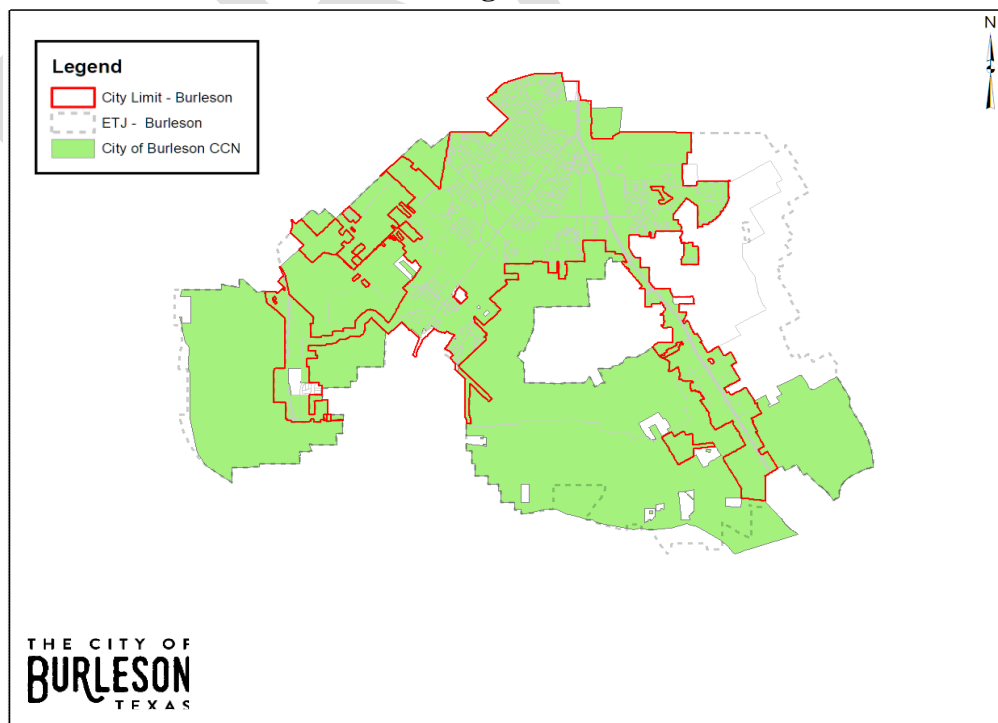 N
Legend
City Limit - Burleson
ETJ - Burleson
City of Burleson CCN
THE CITY OF
BURLESON
TEXAS